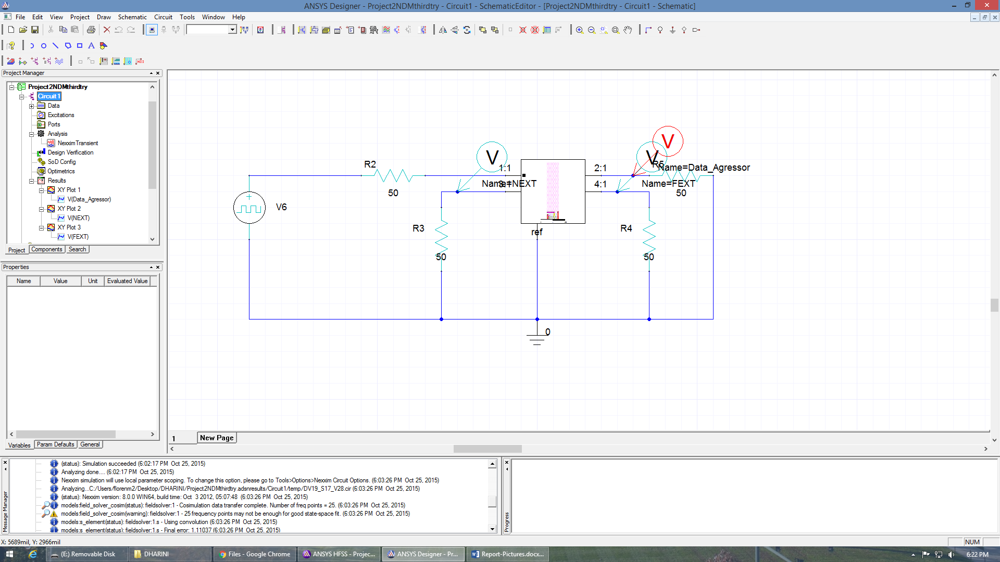 ANSYS Designer - Project2NDMthirdtry - Circuit1 - SchematicEditor - [Project2NDMthirdtry - Circuit1 - Schematic]
File Edit View Project Draw Schematic Circuit Tools Window Help
Project Manager
Project2NDMthirdtry
Circuit1
Data
Excitations
Ports
Analysis
NexximTransient
Design Verification
SoD Config
Optimetrics
Results
XY Plot 1
V(Data_Agressor)
XY Plot 2
V(NEXT)
XY Plot 3
V(FEXT)
Project Components Search
Properties
Name Value Unit Evaluated Value
Variables Param Defaults General
V
V
V
R2
50
V6
1:1
Name=NEXT
3:1
2:1
4:1
R5
Name=Data_Agressor
Name=FEXT
50
R3
50
ref
R4
50
0
1 New Page
Message Manager
(status): Simulation succeeded (6:02:17 PM Oct 25, 2015)
Analyzing done.... (6:02:17 PM Oct 25, 2015)
Nexxim simulation will use local parameter scoping. To change this option, please go to Tools>Options>Nexxim Circuit Options. (6:03:26 PM Oct 25, 2015)
Analyzing...C:/Users/florenm2/Desktop/DHARINI/Project2NDMthirdtry.adsnresults/Circuit1/temp/DV19_S17_V28.cir (6:03:26 PM Oct 25, 2015)
(status): Nexxim version: 8.0.0 WIN64, build time: Oct 3 2012, 05:07:48 (6:03:26 PM Oct 25, 2015)
models:field_solver_cosim(status): fieldsolver:1 - Cosimulation data transfer complete. Number of freq points = 25. (6:03:26 PM Oct 25, 2015)
models:field_solver_cosim(warning): fieldsolver:1 - 25 frequency points may not be enough for good state-space fit. (6:03:26 PM Oct 25, 2015)
models:s_element(status): fieldsolver:1.s - Using convolution (6:03:26 PM Oct 25, 2015)
models:s_element(status): fieldsolver:1.s - Final error: 1.11037 (6:03:26 PM Oct 25, 2015)
Progress
X: 5689mil, Y: 2966mil
NUM
(E:) Removable Disk
DHARINI
Files - Google Chrome
ANSYS HFSS - Projec...
ANSYS Designer - Pr...
Report-Pictures.docx...
6:22 PM